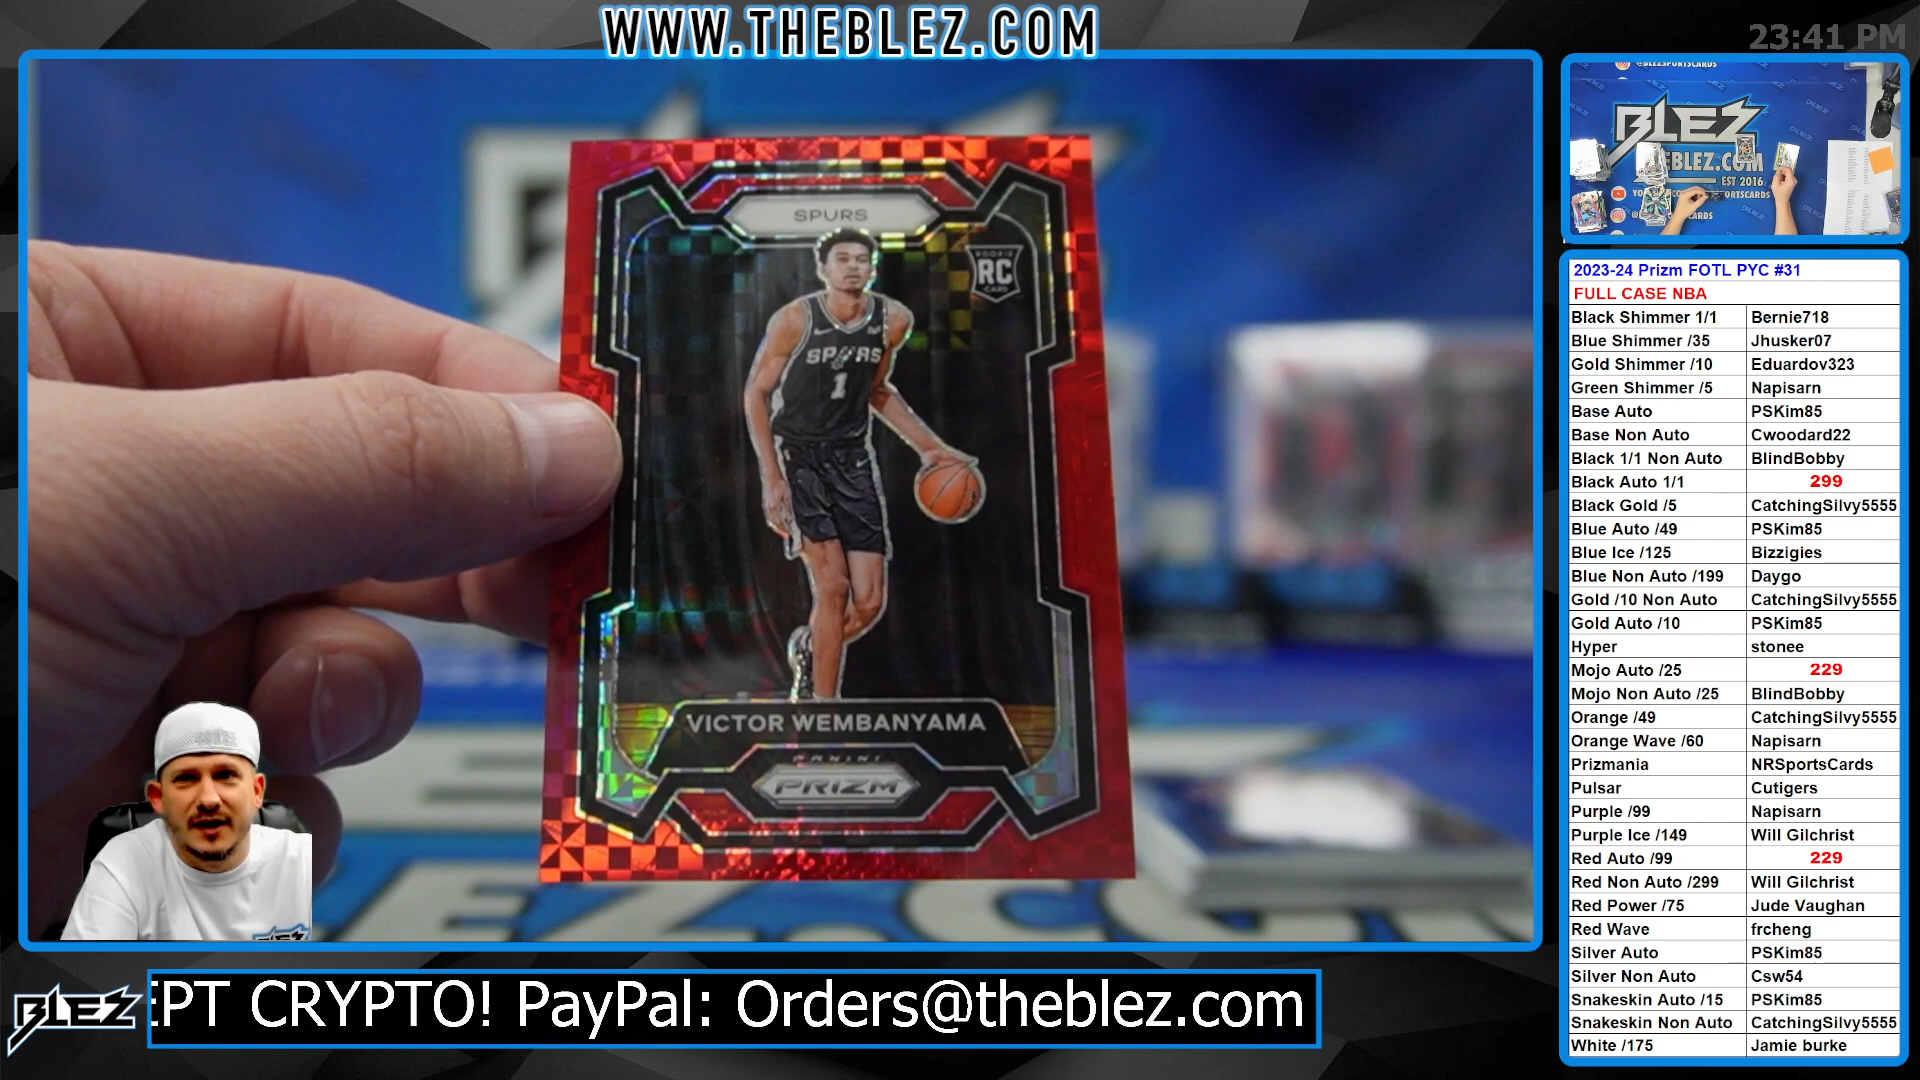 WWW.THEBLEZ.COM
23:41 PM
SPURS
ROOKIE
RC
CARD
SPURS
1
VICTOR WEMBANYAMA
PANINI
PRIZM
@BLEZSPORTSCARDS
BLEZ
THEBLEZ.COM
EST 2016
2023-24 Prizm FOTL PYC #31
FULL CASE NBA
Black Shimmer 1/1 Bernie718
Blue Shimmer /35 Jhusker07
Gold Shimmer /10 Eduardov323
Green Shimmer /5 Napisarn
Base Auto PSKim85
Base Non Auto Cwoodard22
Black 1/1 Non Auto BlindBobby
Black Auto 1/1 299
Black Gold /5 CatchingSilvy5555
Blue Auto /49 PSKim85
Blue Ice /125 Bizzigies
Blue Non Auto /199 Daygo
Gold /10 Non Auto CatchingSilvy5555
Gold Auto /10 PSKim85
Hyper stonee
Mojo Auto /25 229
Mojo Non Auto /25 BlindBobby
Orange /49 CatchingSilvy5555
Orange Wave /60 Napisarn
Prizmania NRSportsCards
Pulsar Cutigers
Purple /99 Napisarn
Purple Ice /149 Will Gilchrist
Red Auto /99 229
Red Non Auto /299 Will Gilchrist
Red Power /75 Jude Vaughan
Red Wave frcheng
Silver Auto PSKim85
Silver Non Auto Csw54
Snakeskin Auto /15 PSKim85
Snakeskin Non Auto CatchingSilvy5555
White /175 Jamie burke
BLEZ
EPT CRYPTO! PayPal: Orders@theblez.com